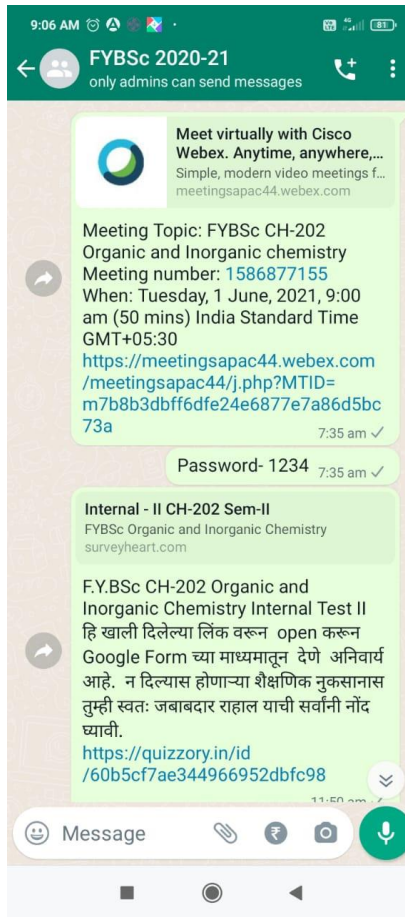 9:06 AM
4G
81
FYBSc 2020-21
only admins can send messages
Meet virtually with Cisco
Webex. Anytime, anywhere,...
Simple, modern video meetings f...
meetingsapac44.webex.com
Meeting Topic: FYBSc CH-202
Organic and Inorganic chemistry
Meeting number: 1586877155
When: Tuesday, 1 June, 2021, 9:00
am (50 mins) India Standard Time
GMT+05:30
https://meetingsapac44.webex.com
/meetingsapac44/j.php?MTID=
m7b8b3dbff6dfe24e6877e7a86d5bc
73a
7:35 am
Password- 1234 7:35 am
Internal - II CH-202 Sem-II
FYBSc Organic and Inorganic Chemistry
surveyheart.com
F.Y.BSc CH-202 Organic and
Inorganic Chemistry Internal Test II
हि खाली दिलेल्या लिंक वरून open करून
Google Form च्या माध्यमातून देणे अनिवार्य
आहे. न दिल्यास होणाऱ्या शैक्षणिक नुकसानास
तुम्ही स्वतः जबाबदार राहाल याची सर्वांनी नोंद
घ्यावी.
https://quizzory.in/id
/60b5cf7ae344966952dbfc98
11:50 am
Message